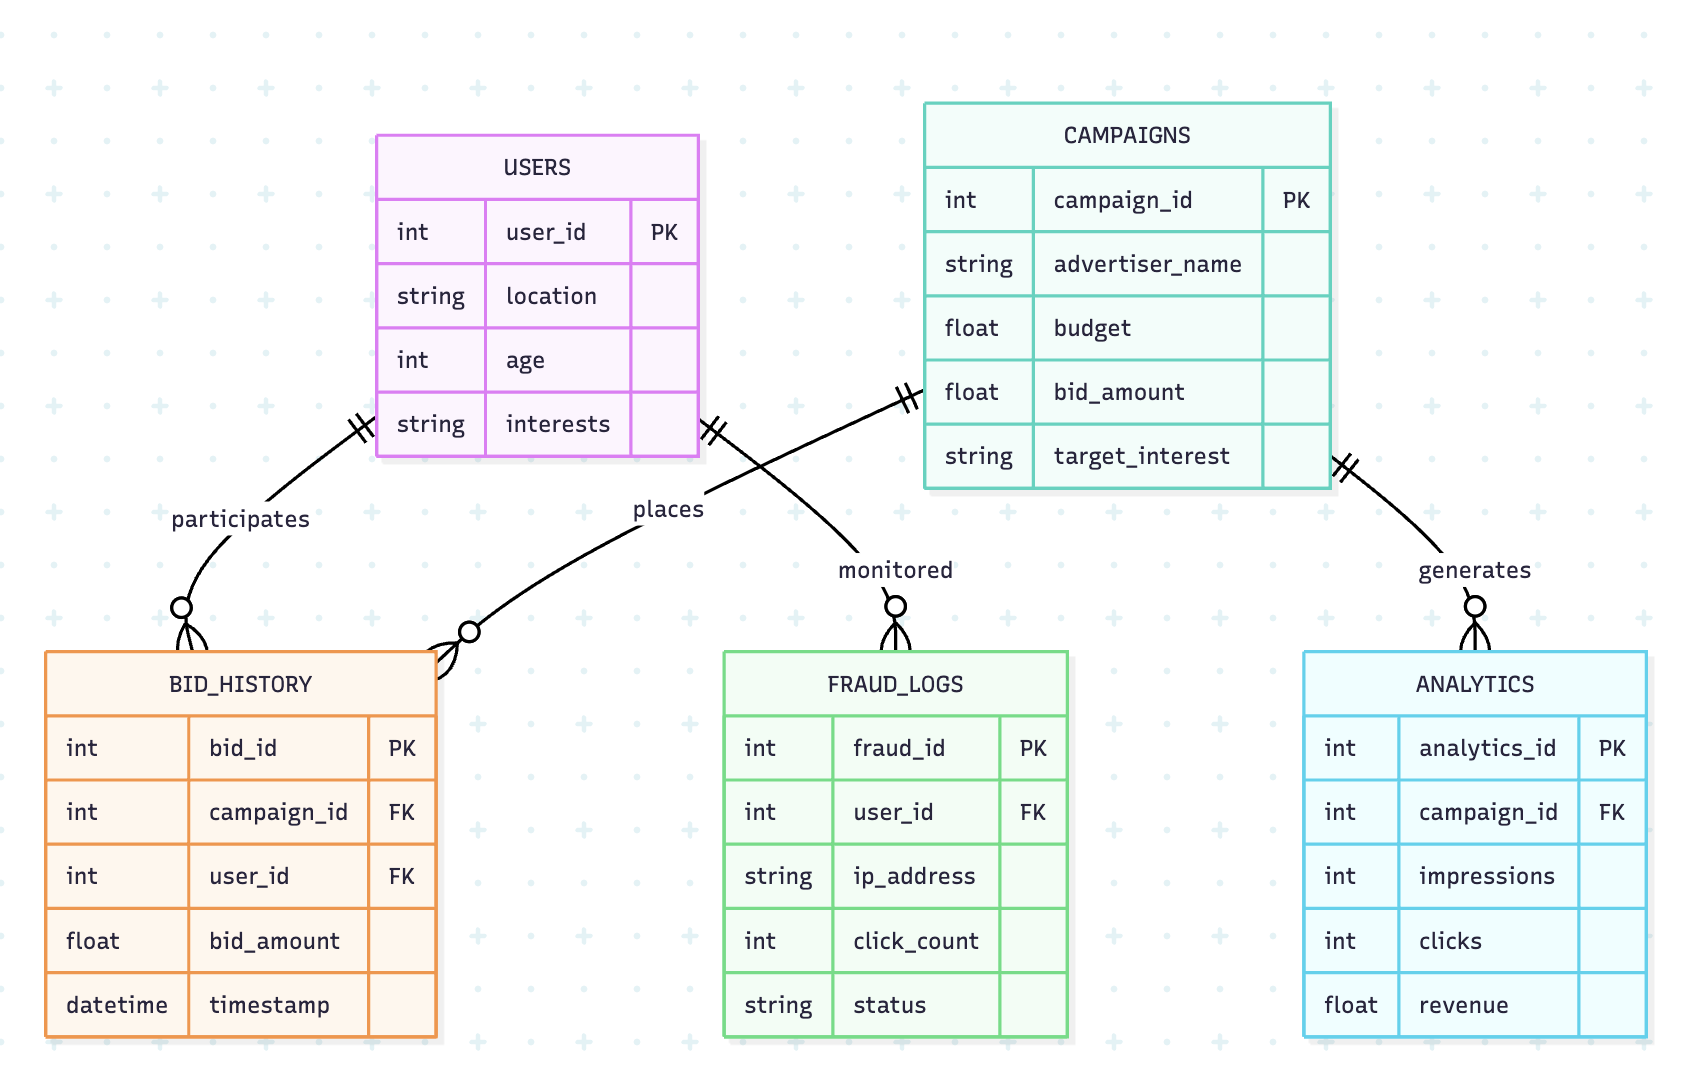 USERS
int user_id PK
string location
int age
string interests
CAMPAIGNS
int campaign_id PK
string advertiser_name
float budget
float bid_amount
string target_interest
participates
places
monitored
generates
BID_HISTORY
int bid_id PK
int campaign_id FK
int user_id FK
float bid_amount
datetime timestamp
FRAUD_LOGS
int fraud_id PK
int user_id FK
string ip_address
int click_count
string status
ANALYTICS
int analytics_id PK
int campaign_id FK
int impressions
int clicks
float revenue